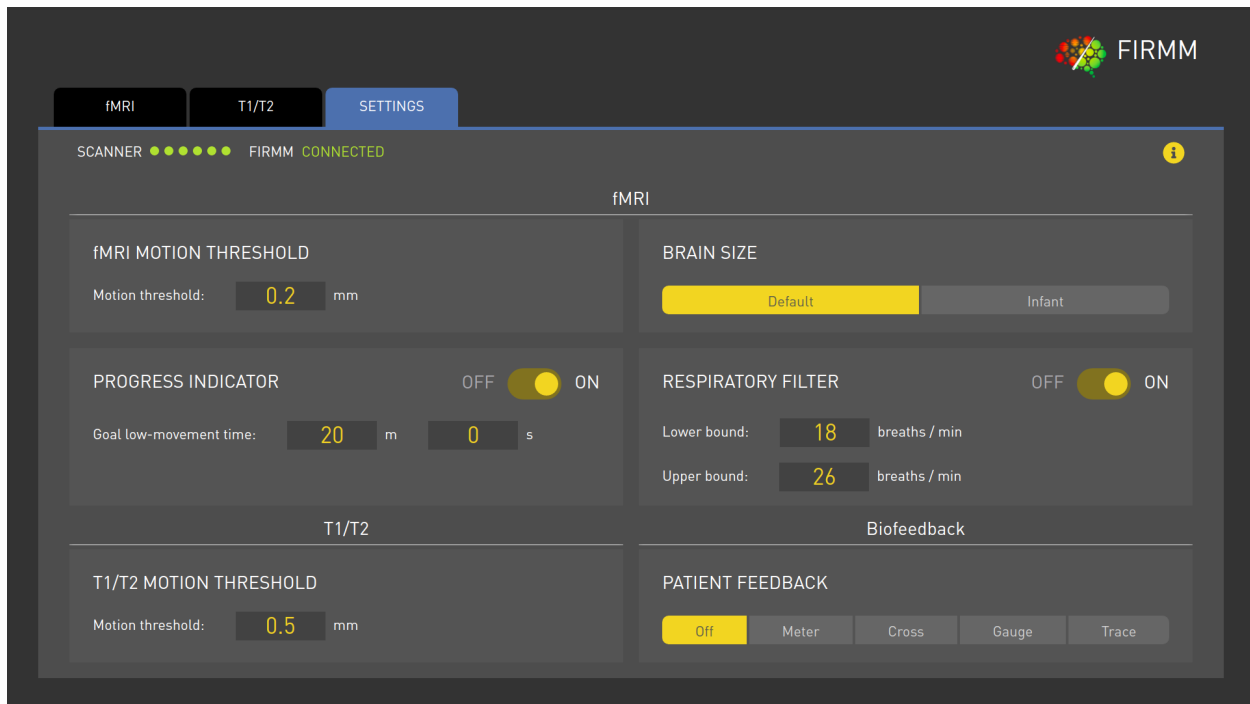 FIRMM
fMRI T1/T2 SETTINGS
SCANNER FIRMM CONNECTED
i
fMRI
fMRI MOTION THRESHOLD
Motion threshold: 0.2 mm
BRAIN SIZE
Default Infant
PROGRESS INDICATOR OFF ON
Goal low-movement time: 20 m 0 s
RESPIRATORY FILTER OFF ON
Lower bound: 18 breaths / min
Upper bound: 26 breaths / min
T1/T2
T1/T2 MOTION THRESHOLD
Motion threshold: 0.5 mm
Biofeedback
PATIENT FEEDBACK
Off Meter Cross Gauge Trace